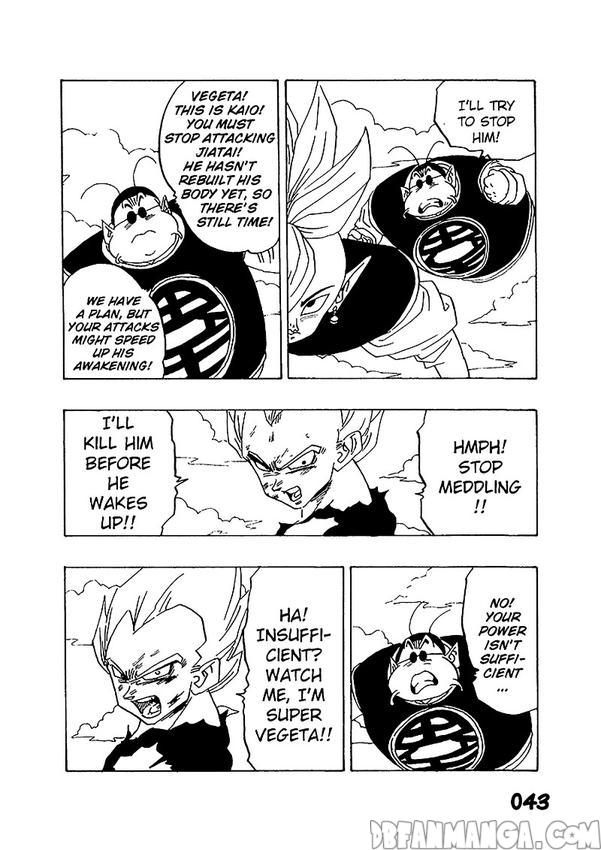 I'LL TRY
TO STOP
HIM!
VEGETA!
THIS IS KAIO!
YOU MUST
STOP ATTACKING
JIATAI!
HE HASN'T
REBUILT HIS
BODY YET, SO
THERE'S
STILL TIME!
WE HAVE
A PLAN, BUT
YOUR ATTACKS
MIGHT SPEED
UP HIS
AWAKENING!
HMPH!
STOP
MEDDLING
!!
I'LL
KILL HIM
BEFORE
HE
WAKES
UP!!
NO!
YOUR
POWER
ISN'T
SUFFI-
CIENT
...
HA!
INSUFFI-
CIENT?
WATCH
ME, I'M
SUPER
VEGETA!!
043
DBFANMANGA.COM